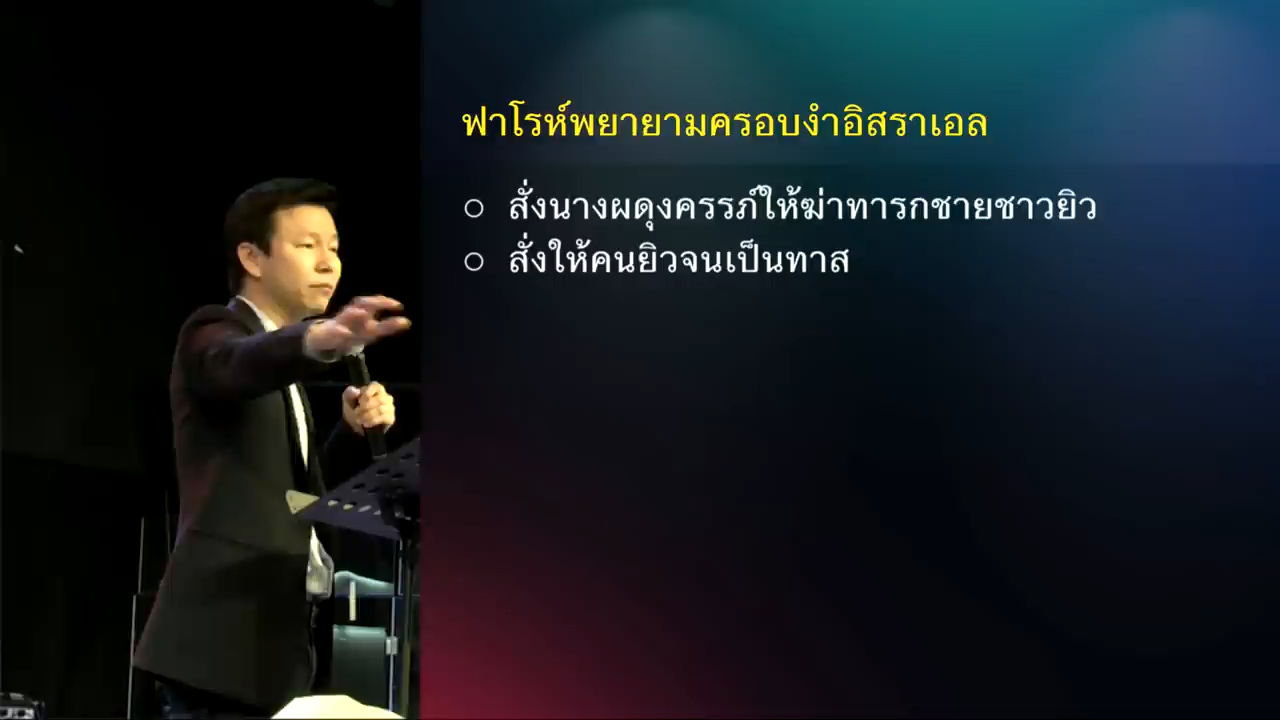 ฟาโรห์พยายามครอบงำอิสราเอล
○ สั่งนางผดุงครรภ์ให้ฆ่าทารกชายชาวยิว
○ สั่งให้คนยิวจนเป็นทาส